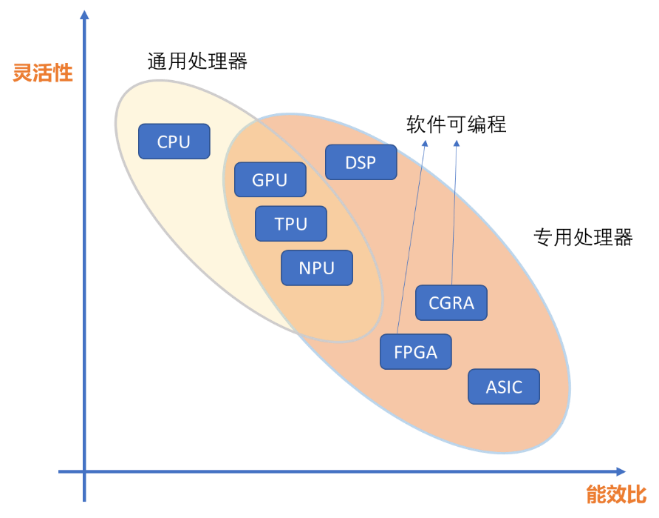 通用处理器
灵活性
软件可编程
CPU
DSP
GPU
TPU
专用处理器
NPU
CGRA
FPGA
ASIC
能效比